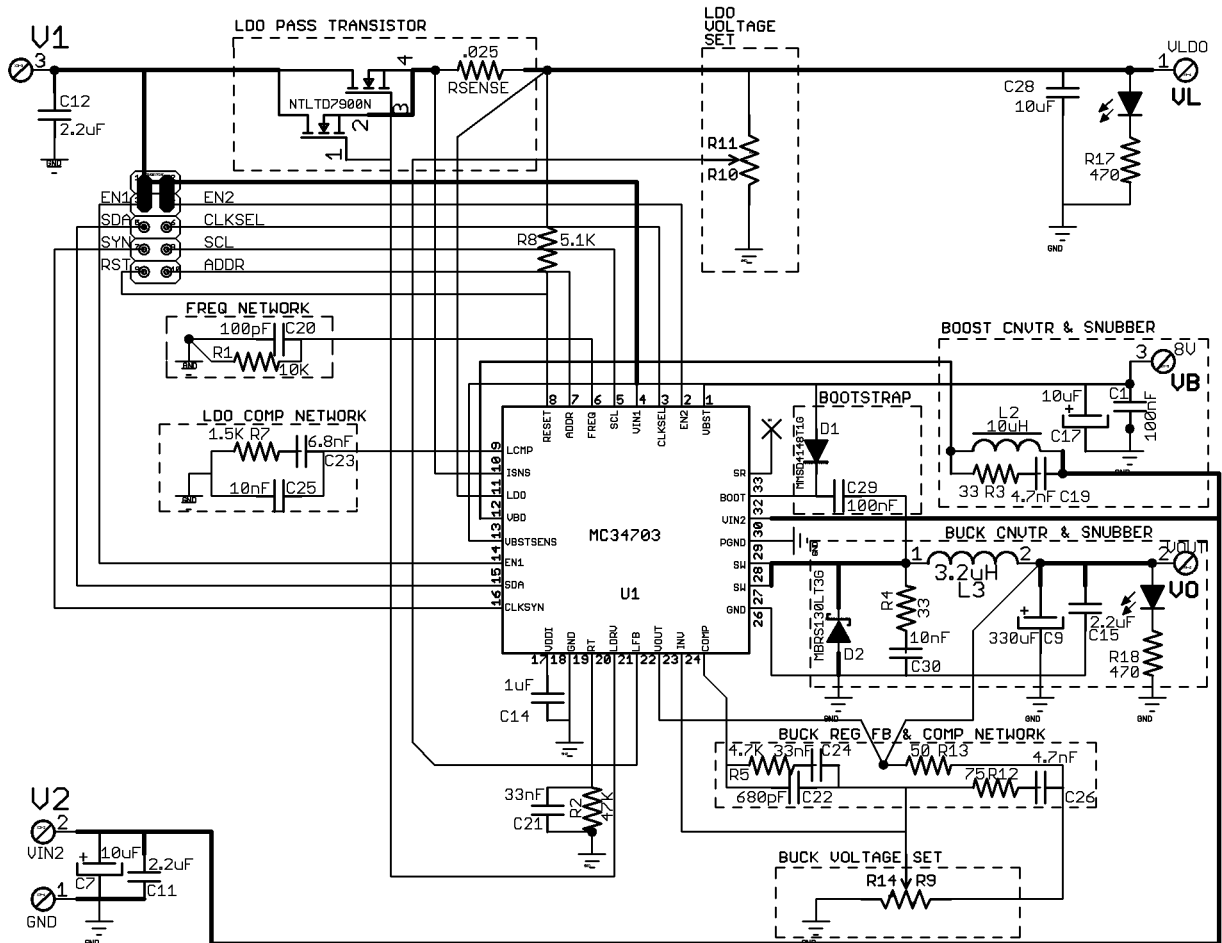 LDO PASS TRANSISTOR
LDO
VOLTAGE
SET
V1
3
.025
RSENSE
4
3
NTLTD7900N
2
1
C12
2.2uF
GND
VLDO
1
VL
C28
10uF
R17
470
GND
R11
R10
EN1
EN2
SDA
CLKSEL
SYN
SCL
RST
ADDR
R8
5.1K
FREQ NETWORK
100pF
C20
R1
10K
GND
LDO COMP NETWORK
1.5K R7
6.8nF
C23
10nF
C25
GND
BOOST CNVTR & SNUBBER
3
8V
VB
10uF
C17
C1
100nF
GND
L2
10uH
33 R3
4.7nF
C19
BOOTSTRAP
D1
MMSD4148T1G
C29
100nF
8 7 6 5 4 3 2 1
RESET
ADDR
FREQ
SCL
VIN1
CLKSEL
EN2
VBST
9 LCMP
10 ISNS
11 LDO
12 VBD
13 VBSTSENS
14 EN1
15 SDA
16 CLKSYN
MC34703
U1
SR 33
BOOT 32
VIN2 30
PGND 29
SW 28
SW 27
GND 26
GND
VDDI
GND
RT
LDRV
LFB
VOUT
INV
COMP
17 18 19 20 21 22 23 24
BUCK CNVTR & SNUBBER
1
2
3.2uH
L3
VOUT
2
VO
MBRS130LT3G
D2
R4
33
10nF
C30
330uF
C9
2.2uF
C15
R18
470
GND
GND
GND
1uF
C14
GND
33nF
C21
R2
47K
GND
BUCK REG FB & COMP NETWORK
4.7K
R5
33nF
C24
680pF
C22
50 R13
4.7nF
75
R12
C26
BUCK VOLTAGE SET
R14
R9
GND
V2
2
VIN2
10uF
C7
2.2uF
C11
1
GND
GND